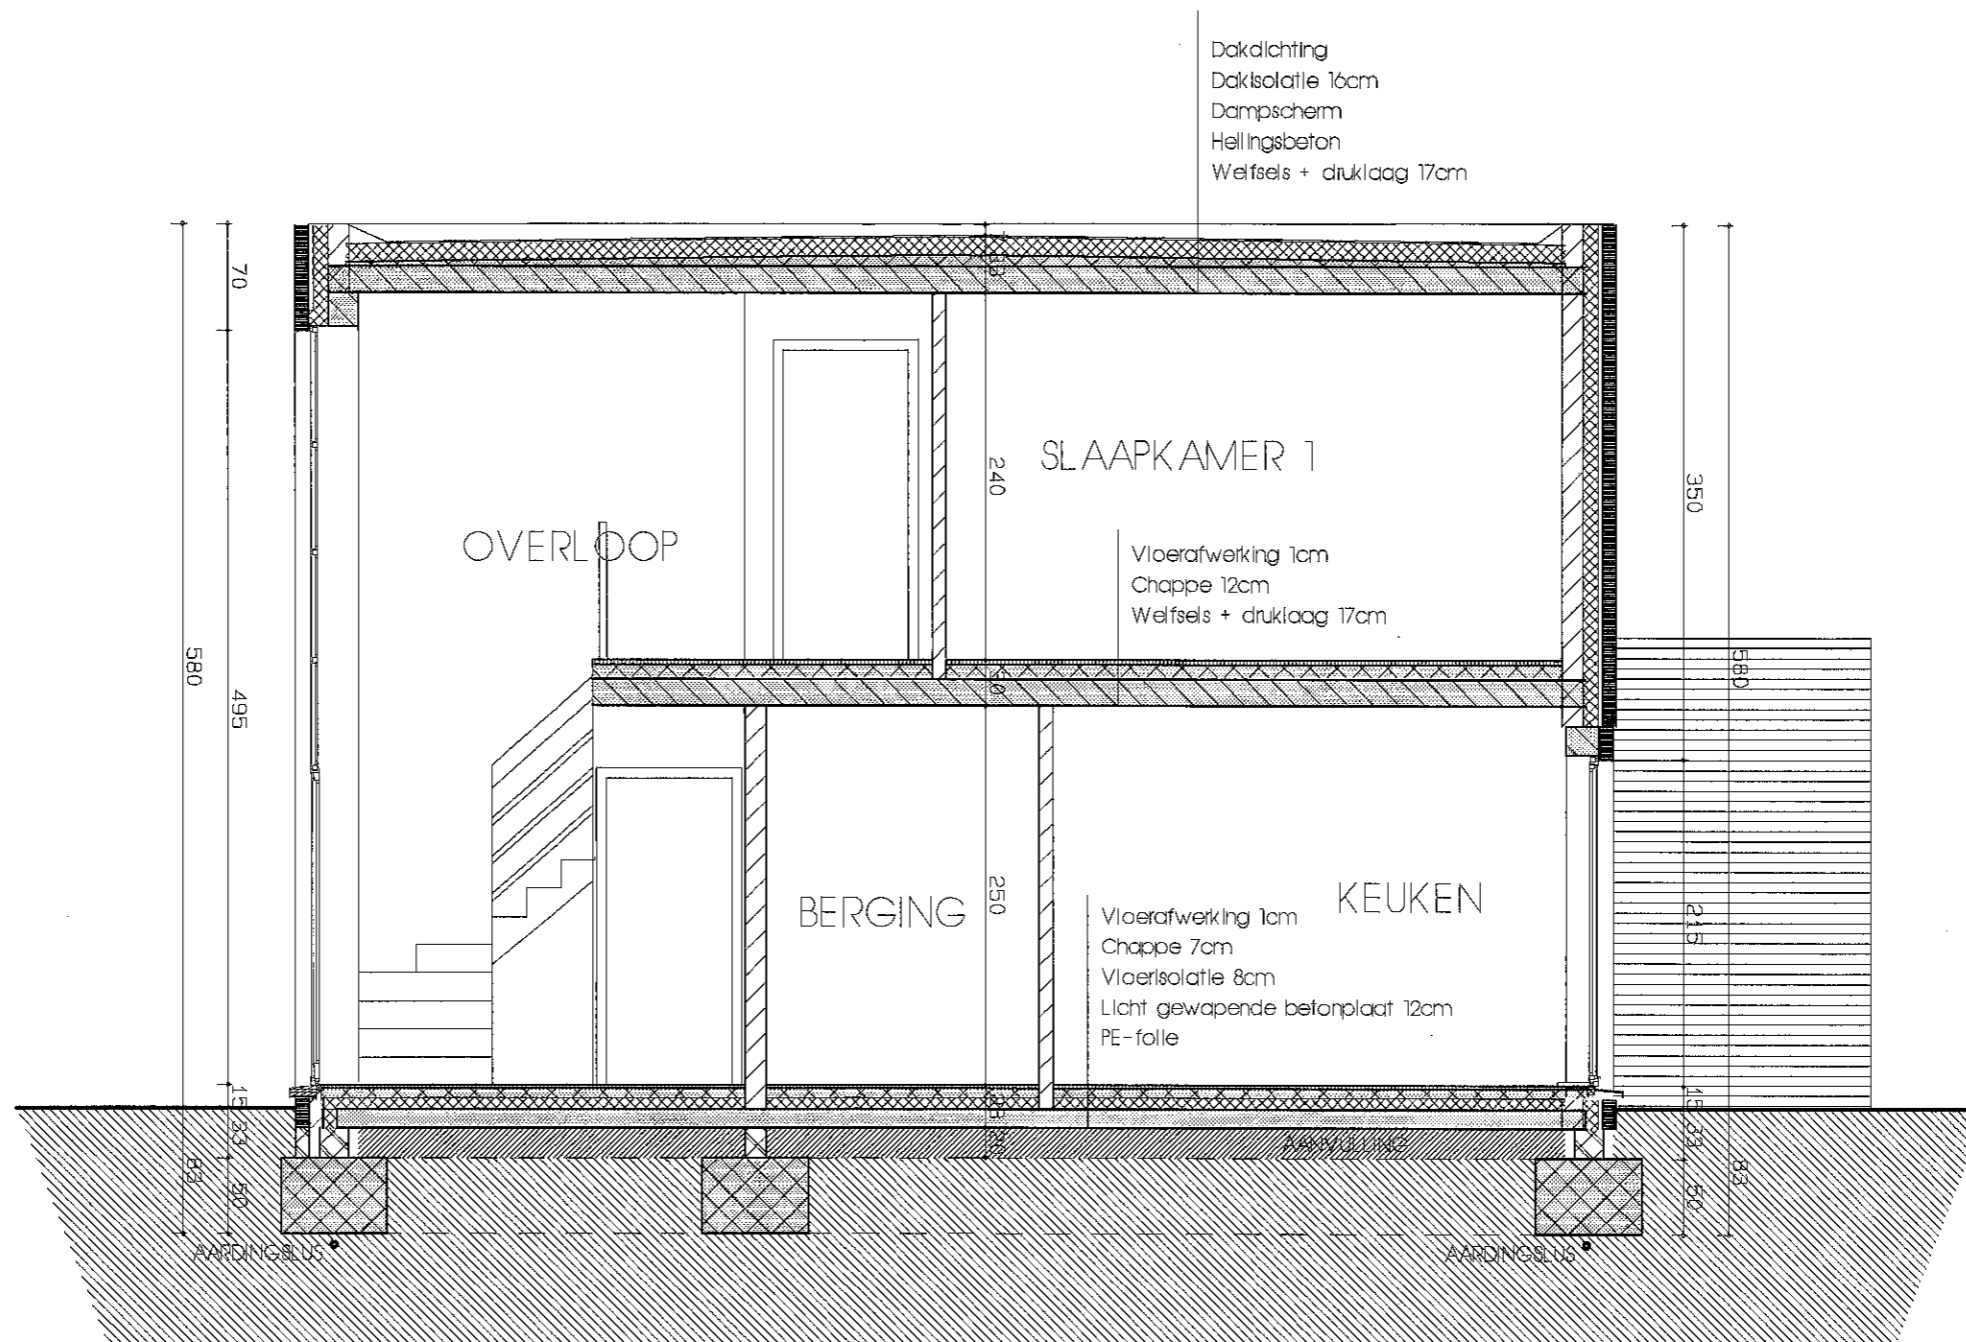 Dakdichting
Dakisolatie 16cm
Dampscherm
Hellingsbeton
Welfsels + druklaag 17cm
70
240
SLAAPKAMER 1
350
OVERLOOP
Vloerafwerking 1cm
Chappe 12cm
Welfsels + druklaag 17cm
580
580
495
250
BERGING
KEUKEN
215
Vloerafwerking 1cm
Chappe 7cm
Vloerisolatie 8cm
Licht gewapende betonplaat 12cm
PE-folie
15
33
15
33
AANVULLING
83
50
50
83
AARDINGSLUS
AARDINGSLUS